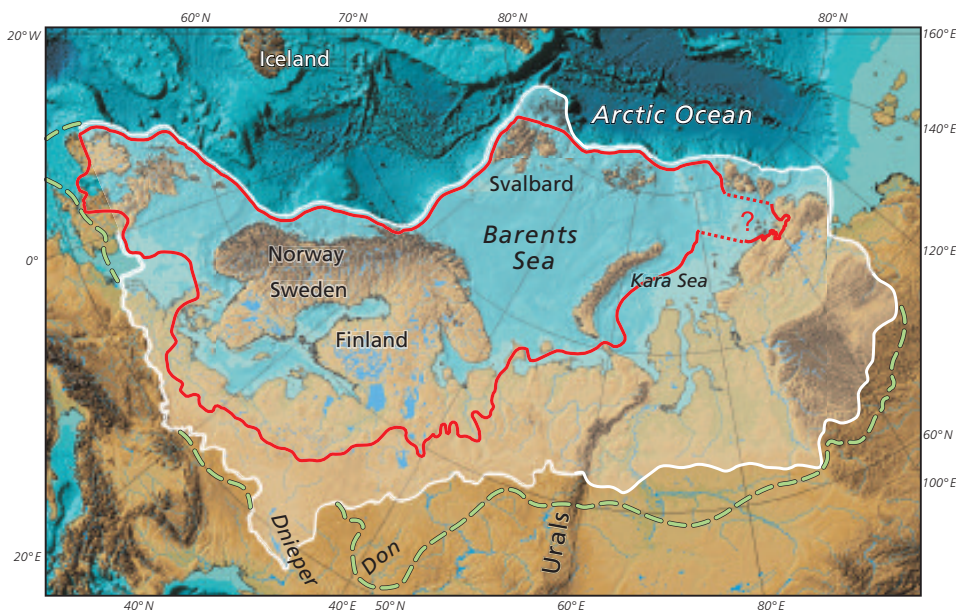 60°N
70°N
80°N
80°N
20°W
160°E
Iceland
Arctic Ocean
140°E
Svalbard
?
Barents
Sea
120°E
Norway
0°
Kara Sea
Sweden
Finland
60°N
100°E
Dnieper
Don
Urals
20°E
40°N
40°E
50°N
60°E
80°E